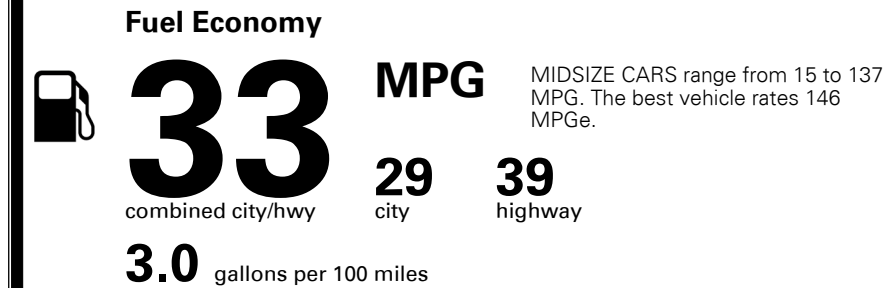 Fuel Economy
33
combined city/hwy
MPG
29
city
39
highway
MIDSIZE CARS range from 15 to 137
MPG. The best vehicle rates 146
MPGe.
3.0 gallons per 100 miles